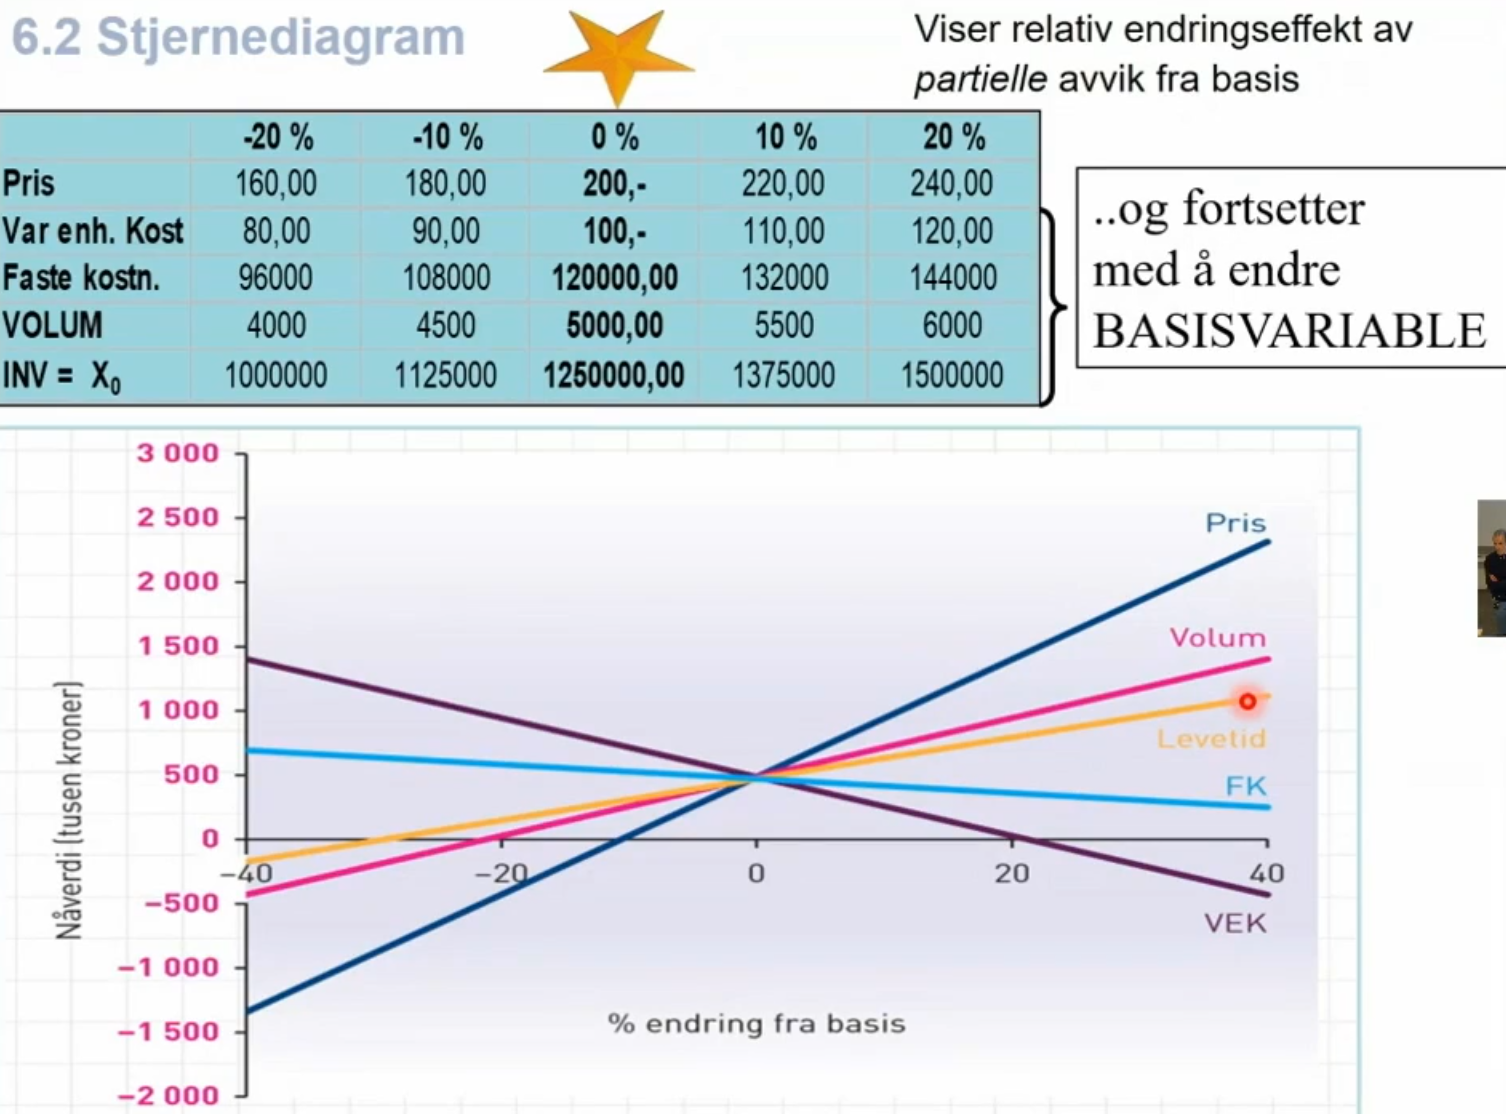 6.2 Stjernediagram
Viser relativ endringseffekt av
partielle avvik fra basis
-20 % -10 % 0 % 10 % 20 %
Pris 160,00 180,00 200,- 220,00 240,00
Var enh. Kost 80,00 90,00 100,- 110,00 120,00
Faste kostn. 96000 108000 120000,00 132000 144000
VOLUM 4000 4500 5000,00 5500 6000
INV = X₀ 1000000 1125000 1250000,00 1375000 1500000
..og fortsetter
med å endre
BASISVARIABLE
3 000
2 500
2 000
1 500
1 000
500
0
−500
−1 000
−1 500
−2 000
Nåverdi (tusen kroner)
−40 −20 0 20 40
Pris
Volum
Levetid
FK
VEK
% endring fra basis